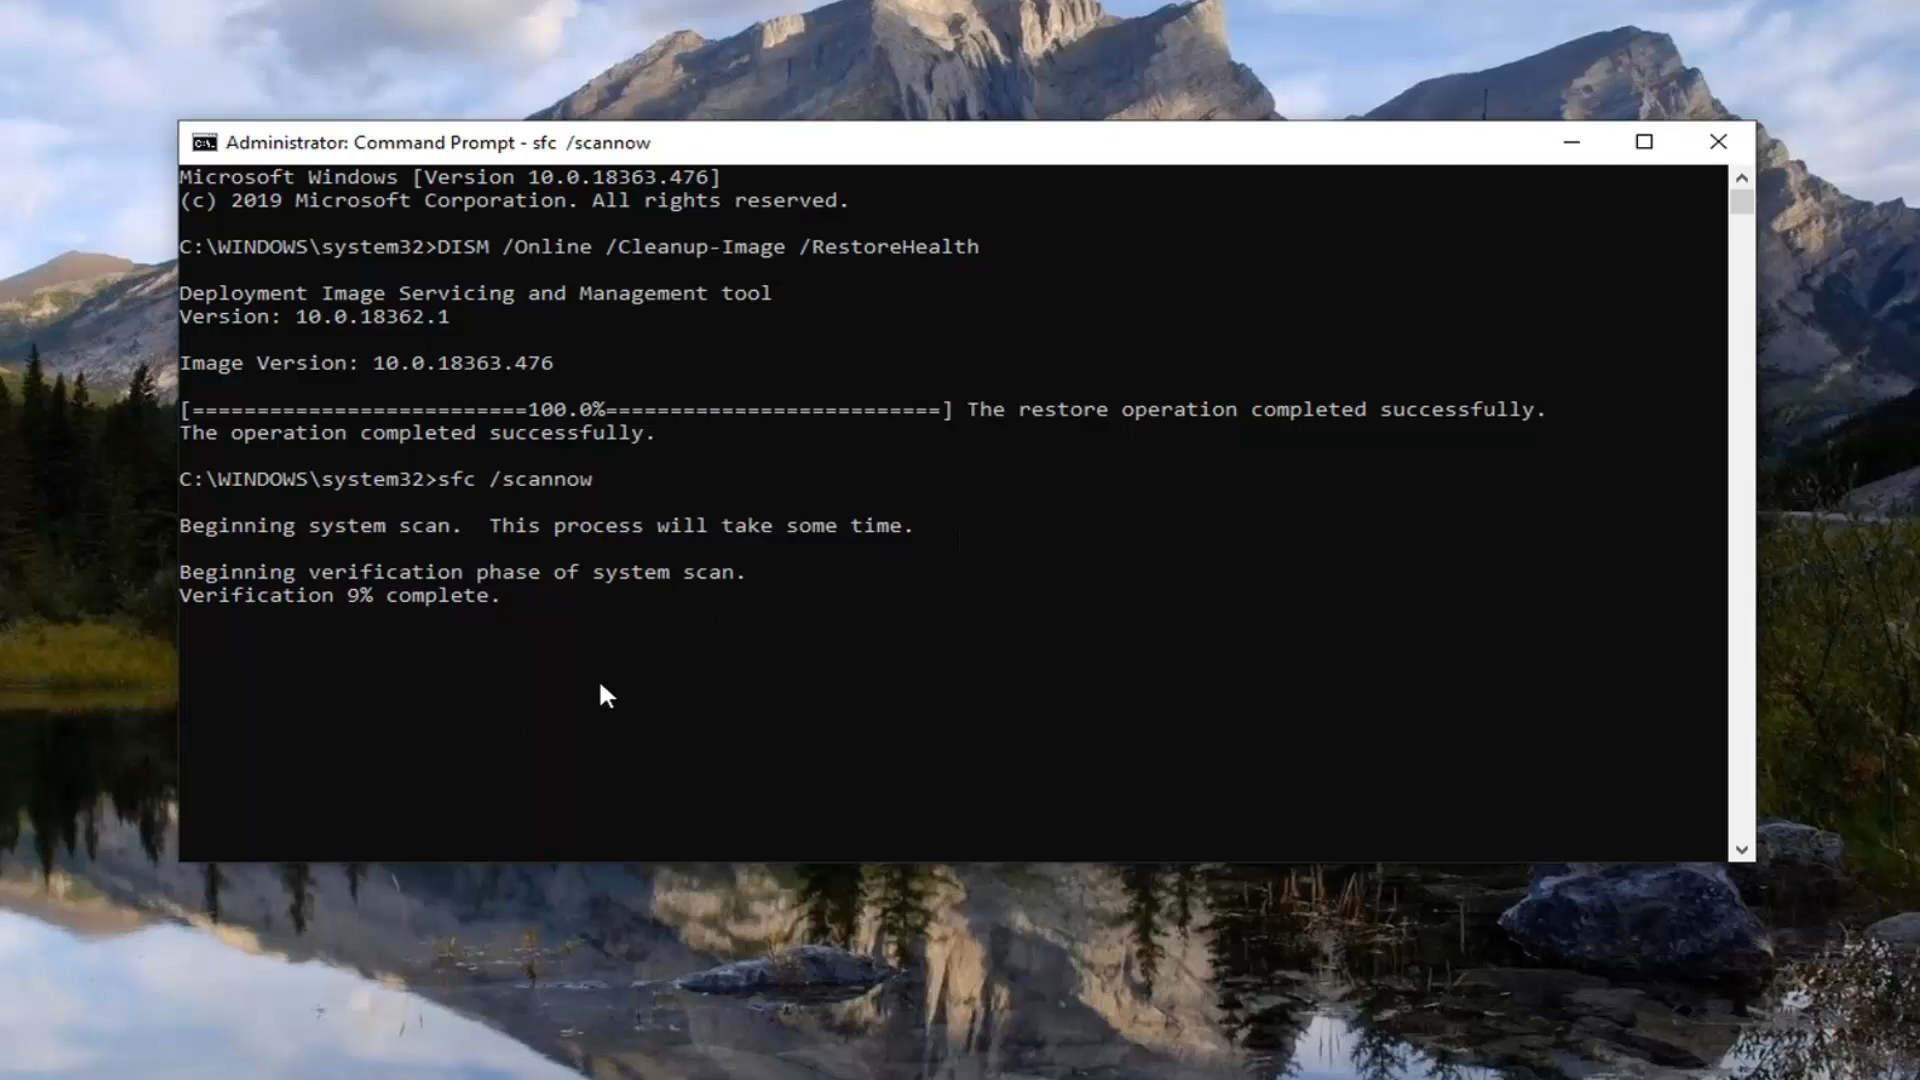 Administrator: Command Prompt - sfc  /scannow
Microsoft Windows [Version 10.0.18363.476]
(c) 2019 Microsoft Corporation. All rights reserved.
C:\WINDOWS\system32>DISM /Online /Cleanup-Image /RestoreHealth
Deployment Image Servicing and Management tool
Version: 10.0.18362.1
Image Version: 10.0.18363.476
[==========================100.0%==========================] The restore operation completed successfully.
The operation completed successfully.
C:\WINDOWS\system32>sfc /scannow
Beginning system scan.  This process will take some time.
Beginning verification phase of system scan.
Verification 9% complete.